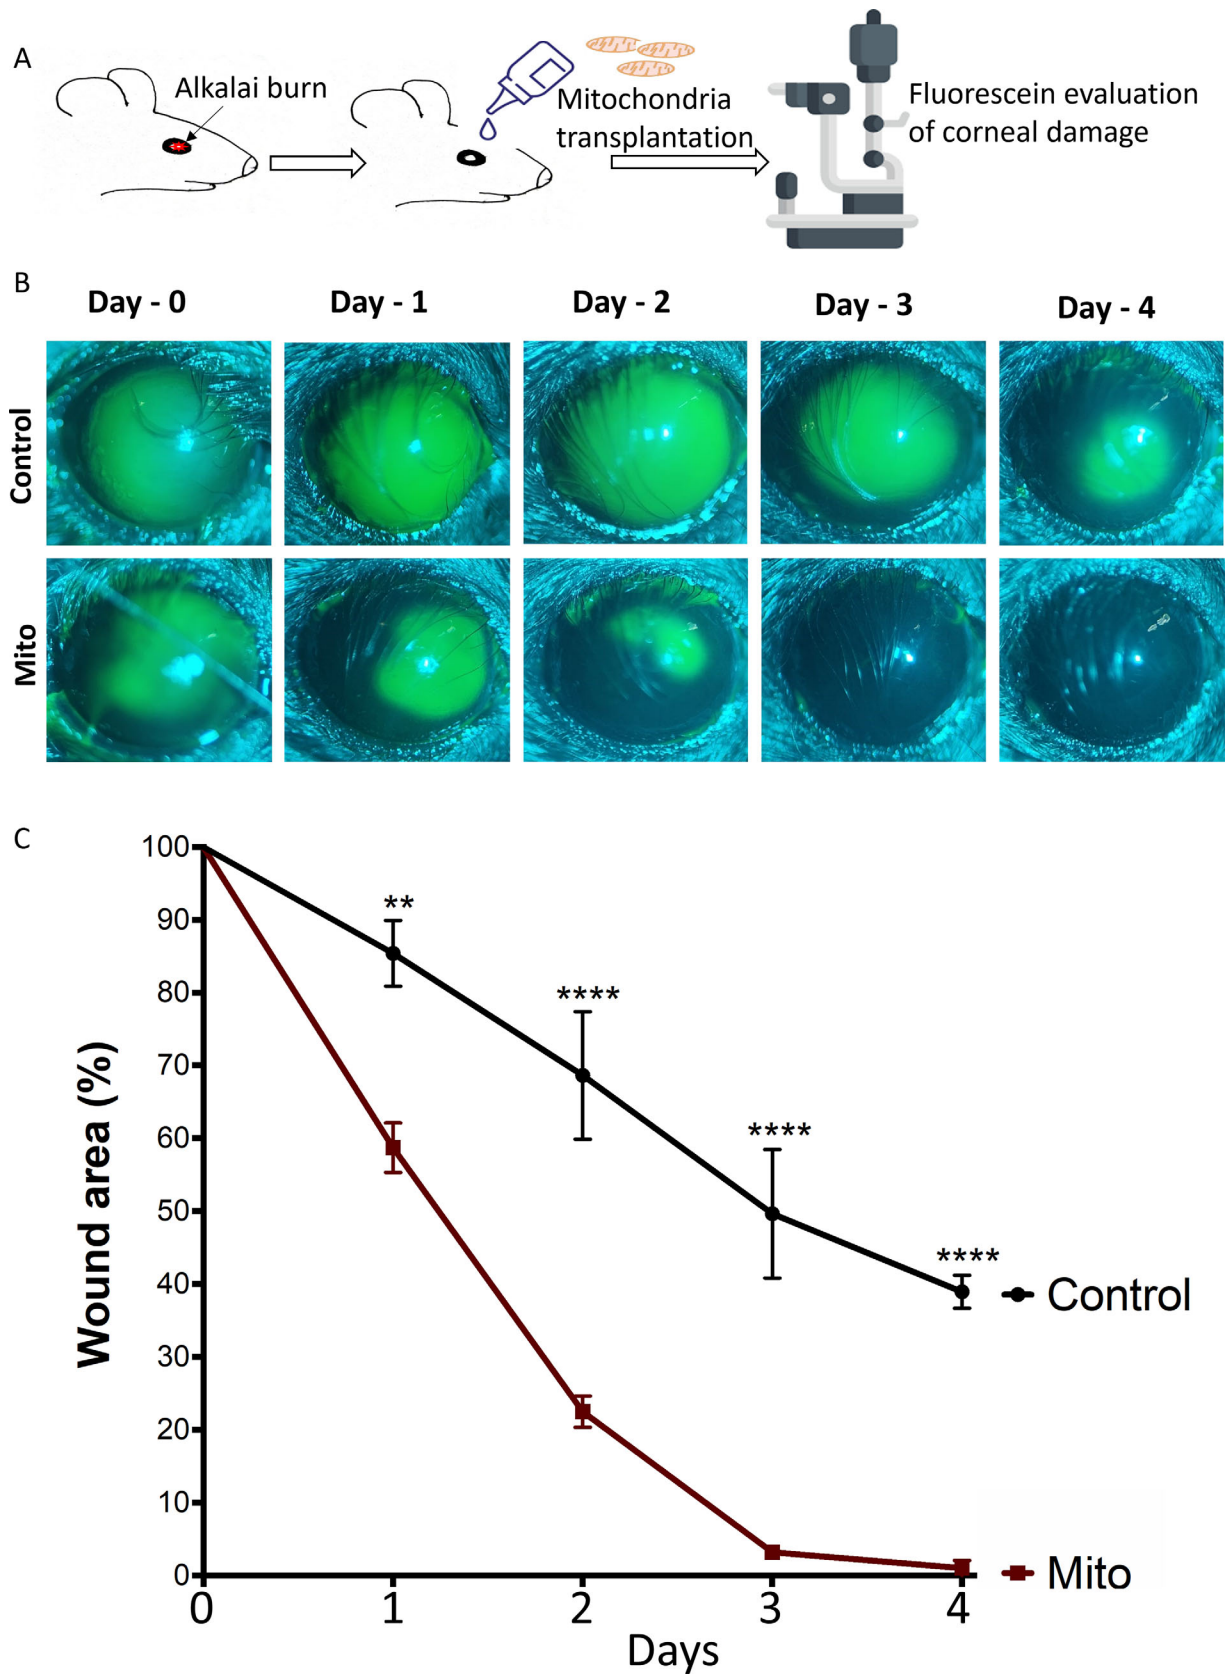 A
Alkalai burn
Mitochondria
transplantation
Fluorescein evaluation
of corneal damage
B
Day - 0
Day - 1
Day - 2
Day - 3
Day - 4
Control
Mito
C
Wound area (%)
100
90
80
70
60
50
40
30
20
10
0
**
****
****
****
Control
Mito
0
1
2
3
4
Days